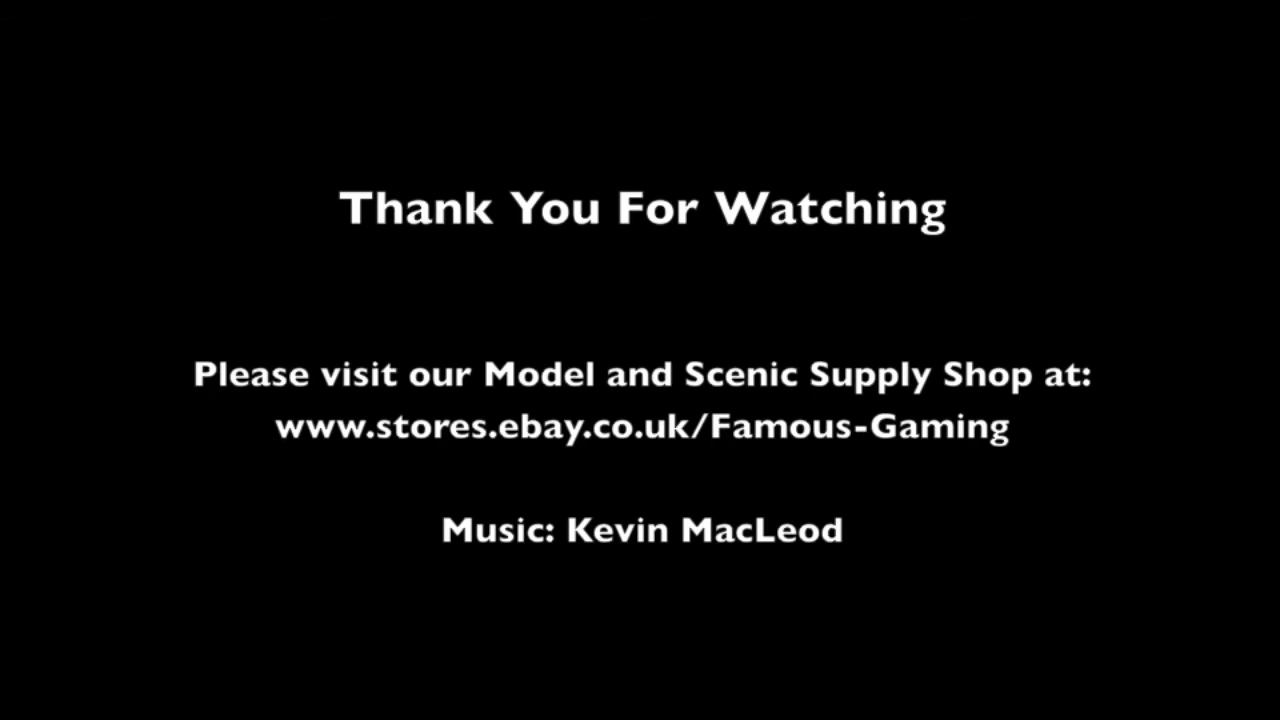 Thank You For Watching
Please visit our Model and Scenic Supply Shop at:
www.stores.ebay.co.uk/Famous-Gaming
Music: Kevin MacLeod